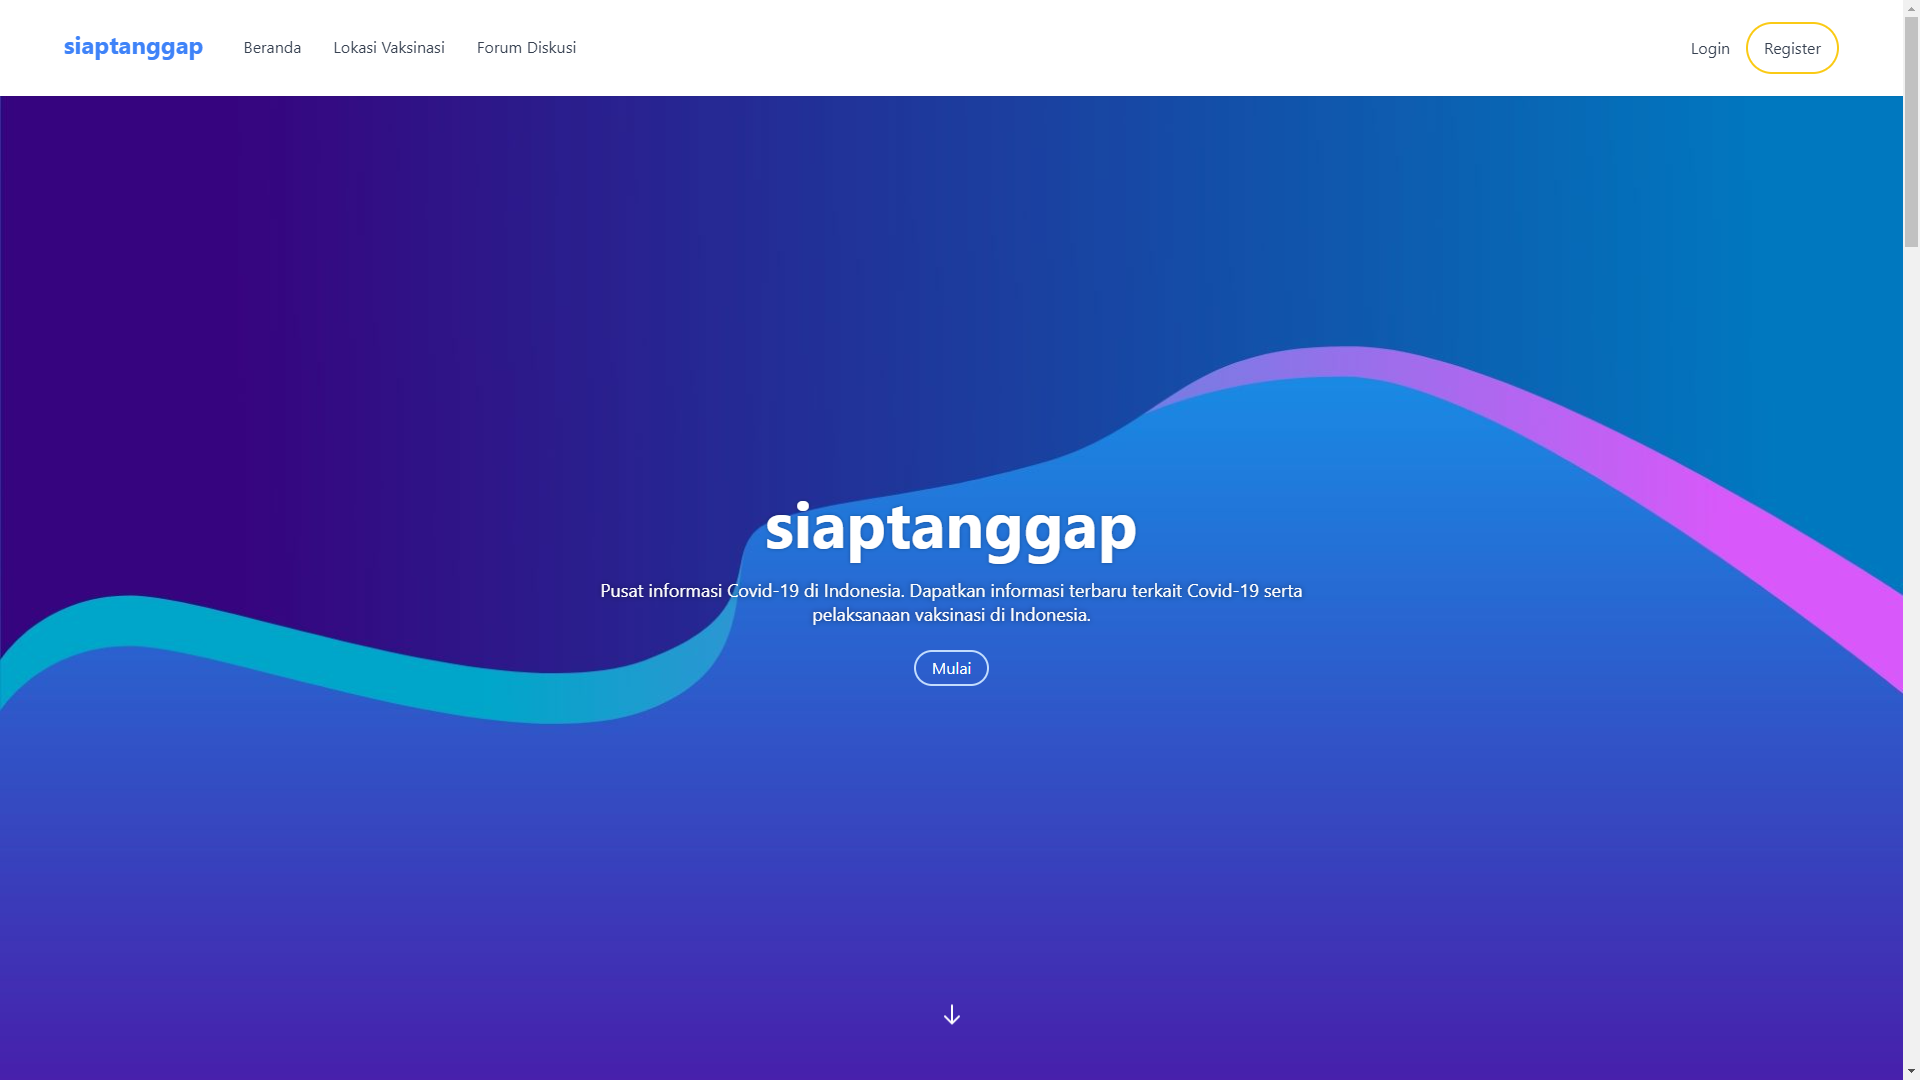 siaptanggap
Beranda
Lokasi Vaksinasi
Forum Diskusi
Login
Register
siaptanggap
Pusat informasi Covid-19 di Indonesia. Dapatkan informasi terbaru terkait Covid-19 serta
pelaksanaan vaksinasi di Indonesia.
Mulai